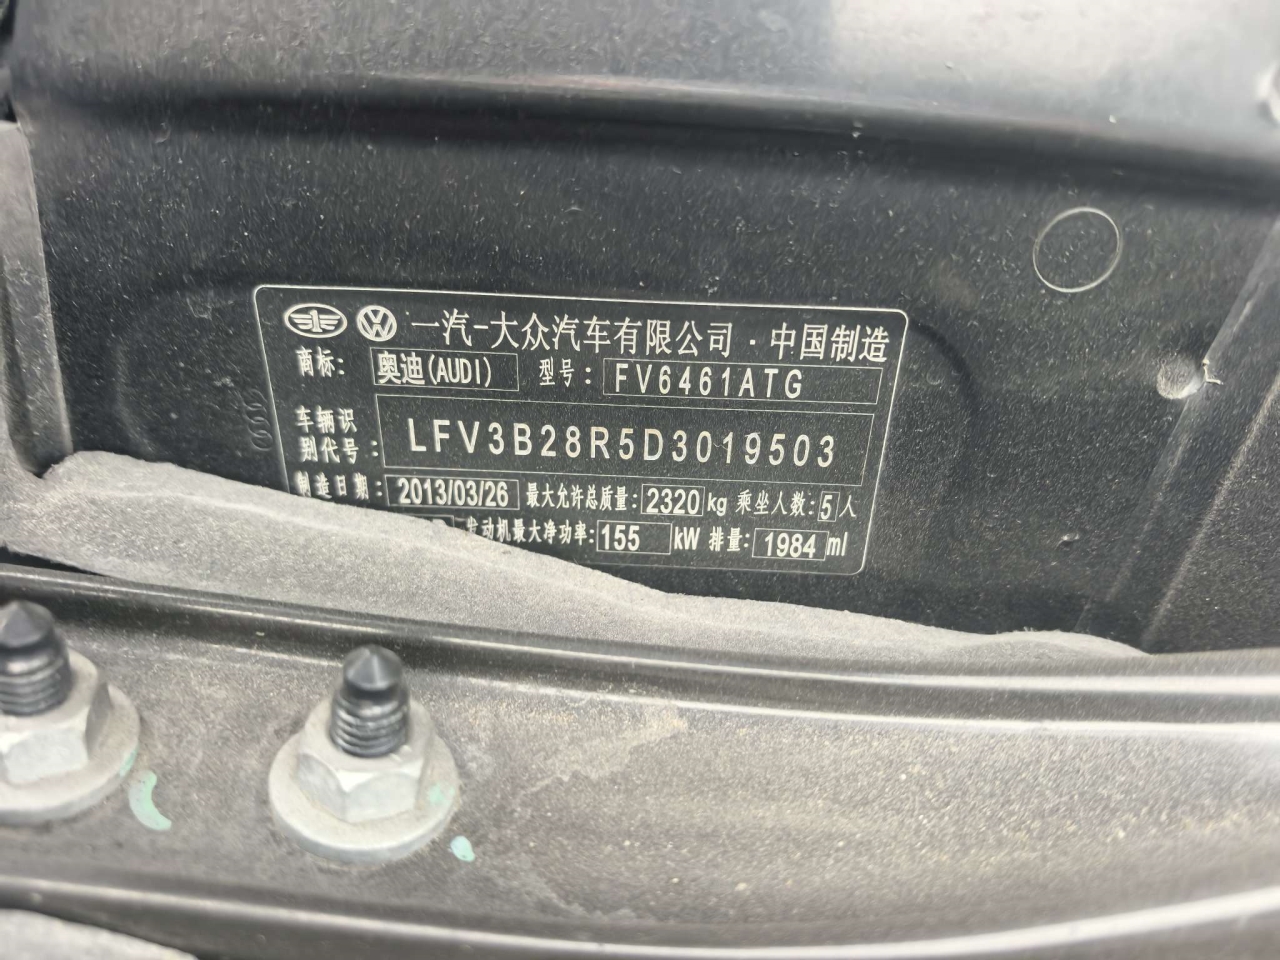 一汽-大众汽车有限公司·中国制造
商标: 奥迪(AUDI) 型号: FV6461ATG
车辆识
别代号: LFV3B28R5D3019503
制造日期: 2013/03/26 最大允许总质量: 2320 kg 乘坐人数: 5 人
发动机最大净功率: 155 kW 排量: 1984 ml